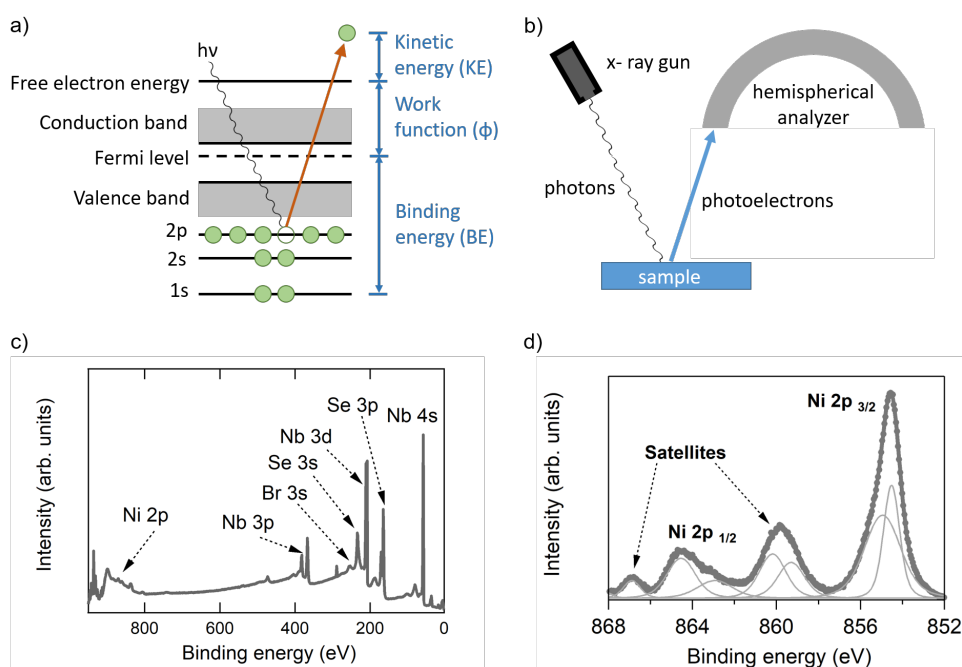 a)
hν
Kinetic
energy (KE)
Free electron energy
Work
function (ϕ)
Conduction band
Fermi level
Valence band
Binding
energy (BE)
2p
2s
1s
b)
x- ray gun
hemispherical
analyzer
photons
photoelectrons
sample
c)
Intensity (arb. units)
Ni 2p
Nb 3p
Br 3s
Se 3s
Nb 3d
Se 3p
Nb 4s
800
600
400
200
0
Binding energy (eV)
d)
Intensity (arb. units)
Satellites
Ni 2p 1/2
Ni 2p 3/2
868
864
860
854
852
Binding energy (eV)